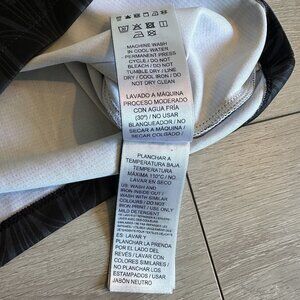 MACHINE WASH
IN COOL WATER
PERMANENT PRESS
CYCLE / DO NOT
BLEACH / DO NOT
TUMBLE DRY / LINE
DRY / COOL IRON / DO
NOT DRY CLEAN
LAVADO A MÁQUINA
PROCESO MODERADO
CON AGUA FRÍA
(30º) / NO USAR
BLANQUEADOR / NO
SECAR A MÁQUINA /
SECAR COLGADO /
PLANCHAR A
TEMPERATURA BAJA.
TEMPERATURA
MÁXIMA 110ºC / NO
LAVAR EN SECO
US: WASH AND
IRON INSIDE OUT /
WASH WITH SIMILAR
COLOURS / DO NOT
IRON PRINT / USE ONLY
MILD DETERGENT
ES: LAVAR Y
PLANCHAR LA PRENDA
POR EL LADO DEL
REVÉS / LAVAR CON
COLORES SIMILARES /
NO PLANCHAR LOS
ESTAMPADOS / USAR
JABÓN NEUTRO